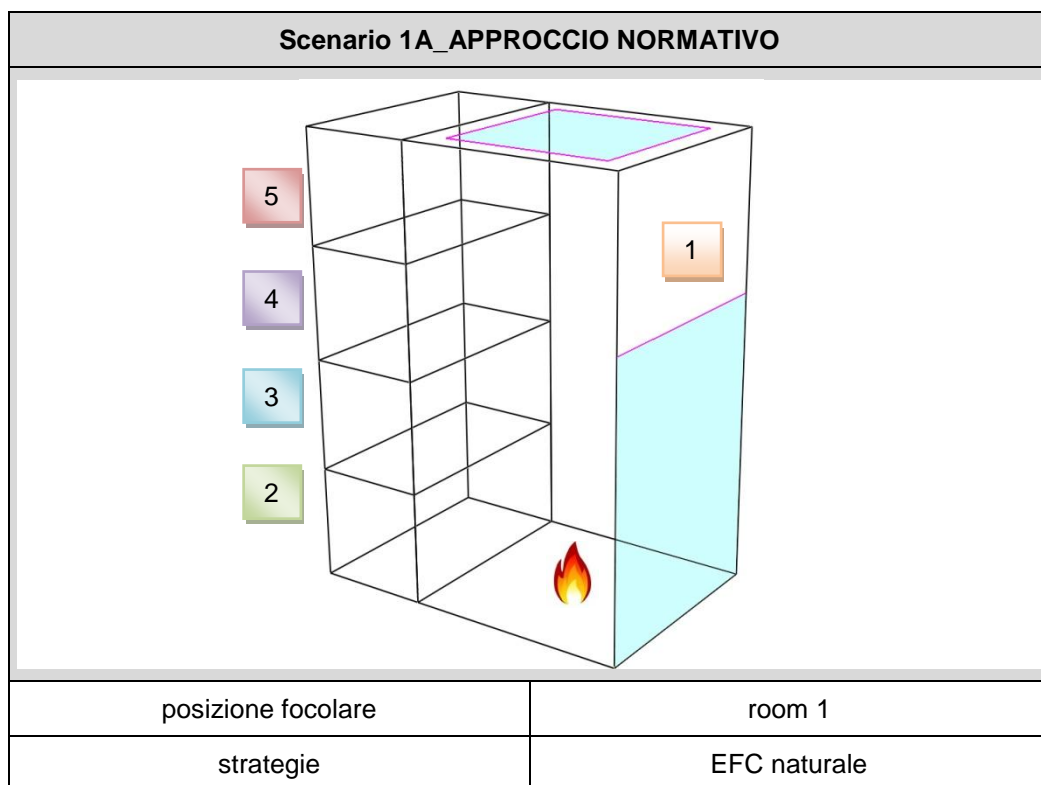 Scenario 1A_APPROCCIO NORMATIVO
5
1
4
3
2
posizione focolare room 1
strategie EFC naturale